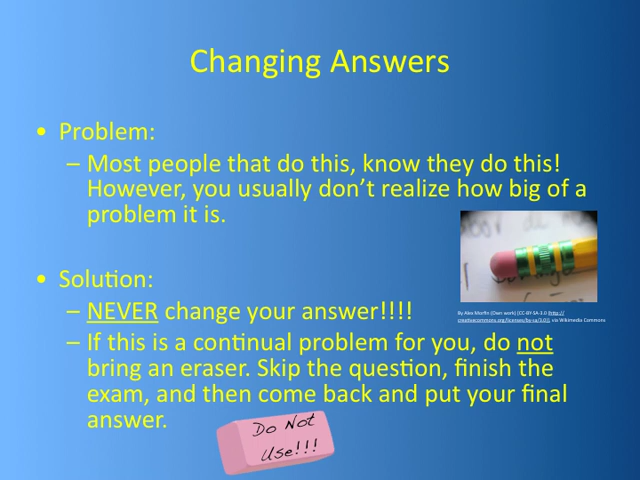 Changing Answers
• Problem:
– Most people that do this, know they do this!
However, you usually don’t realize how big of a
problem it is.
• Solution:
– NEVER change your answer!!!!
By Alex Morfin (Own work) [CC-BY-SA-3.0 (http://
creativecommons.org/licenses/by-sa/3.0)], via Wikimedia Commons
– If this is a continual problem for you, do not
bring an eraser. Skip the question, finish the
exam, and then come back and put your final
answer.
Do Not
Use!!!